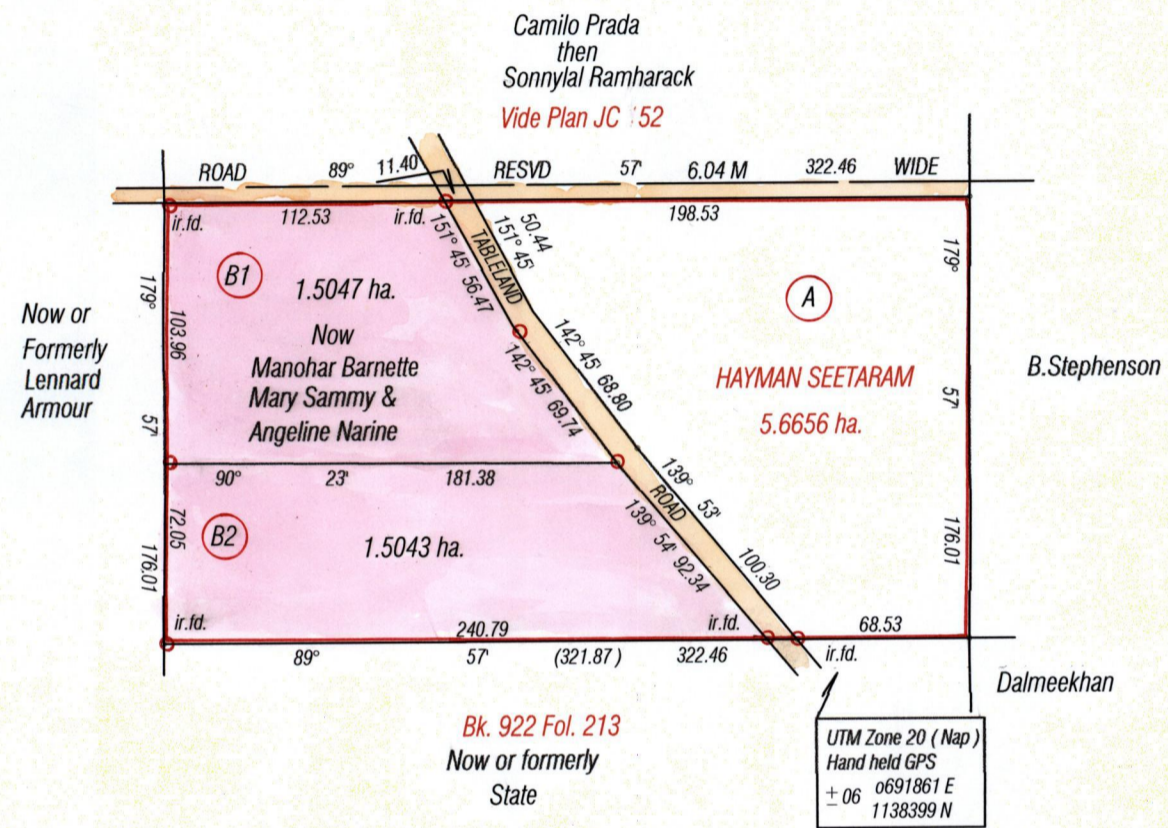 Camilo Prada
then
Sonnylal Ramharack
Vide Plan JC '52
ROAD 89° 11.40 RESVD 57' 6.04 M 322.46 WIDE
ir.fd. 112.53 ir.fd. 198.53
151° 45' 56.47
TABLELAND
50.44
151° 45'
B1
1.5047 ha.
Now
Manohar Barnette
Mary Sammy &
Angeline Narine
179° 103.96 57'
Now or
Formerly
Lennard
Armour
142° 45' 69.74
142° 45' 68.80
A
HAYMAN SEETARAM
5.6656 ha.
179° 57' 176.01
B.Stephenson
90° 23' 181.38
B2
1.5043 ha.
72.05
176.01
139° 54' 92.34
ROAD
139° 53' 100.30
ir.fd. 240.79 ir.fd. 68.53
89° 57' (321.87) 322.46 ir.fd.
Dalmeekhan
Bk. 922 Fol. 213
Now or formerly
State
UTM Zone 20 ( Nap )
Hand held GPS
± 06 0691861 E
1138399 N